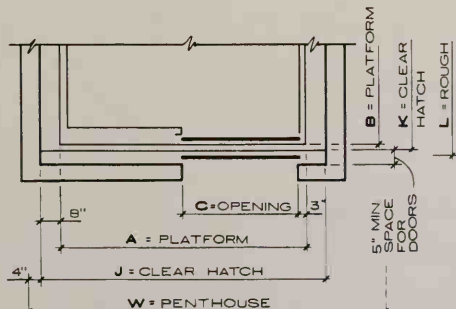 B = PLATFORM
K = CLEAR
HATCH
L = ROUGH
C = OPENING
3"
8"
A = PLATFORM
5" MIN.
SPACE
FOR
DOORS
J = CLEAR HATCH
4"
W = PENTHOUSE